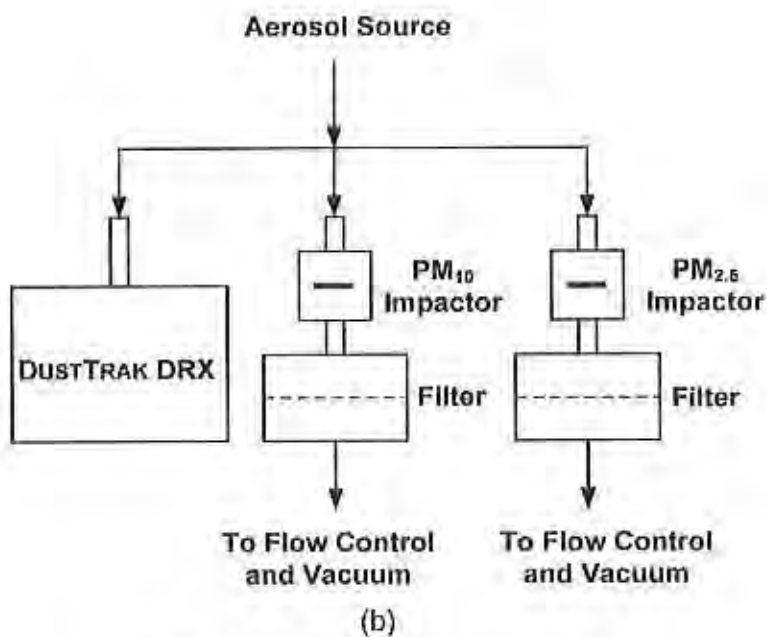 Aerosol Source
PM10
Impactor
PM2.5
Impactor
DUSTTRAK DRX
Filter
Filter
To Flow Control
and Vacuum
To Flow Control
and Vacuum
(b)